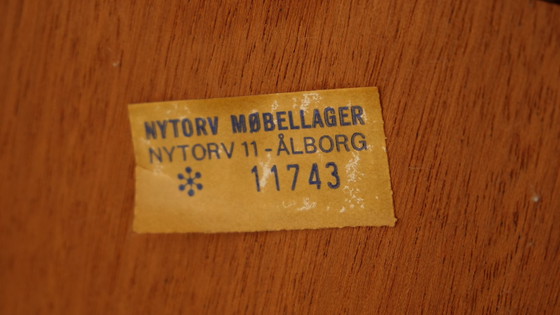 NYTORV MØBELLAGER
NYTORV 11 - ÅLBORG
11743